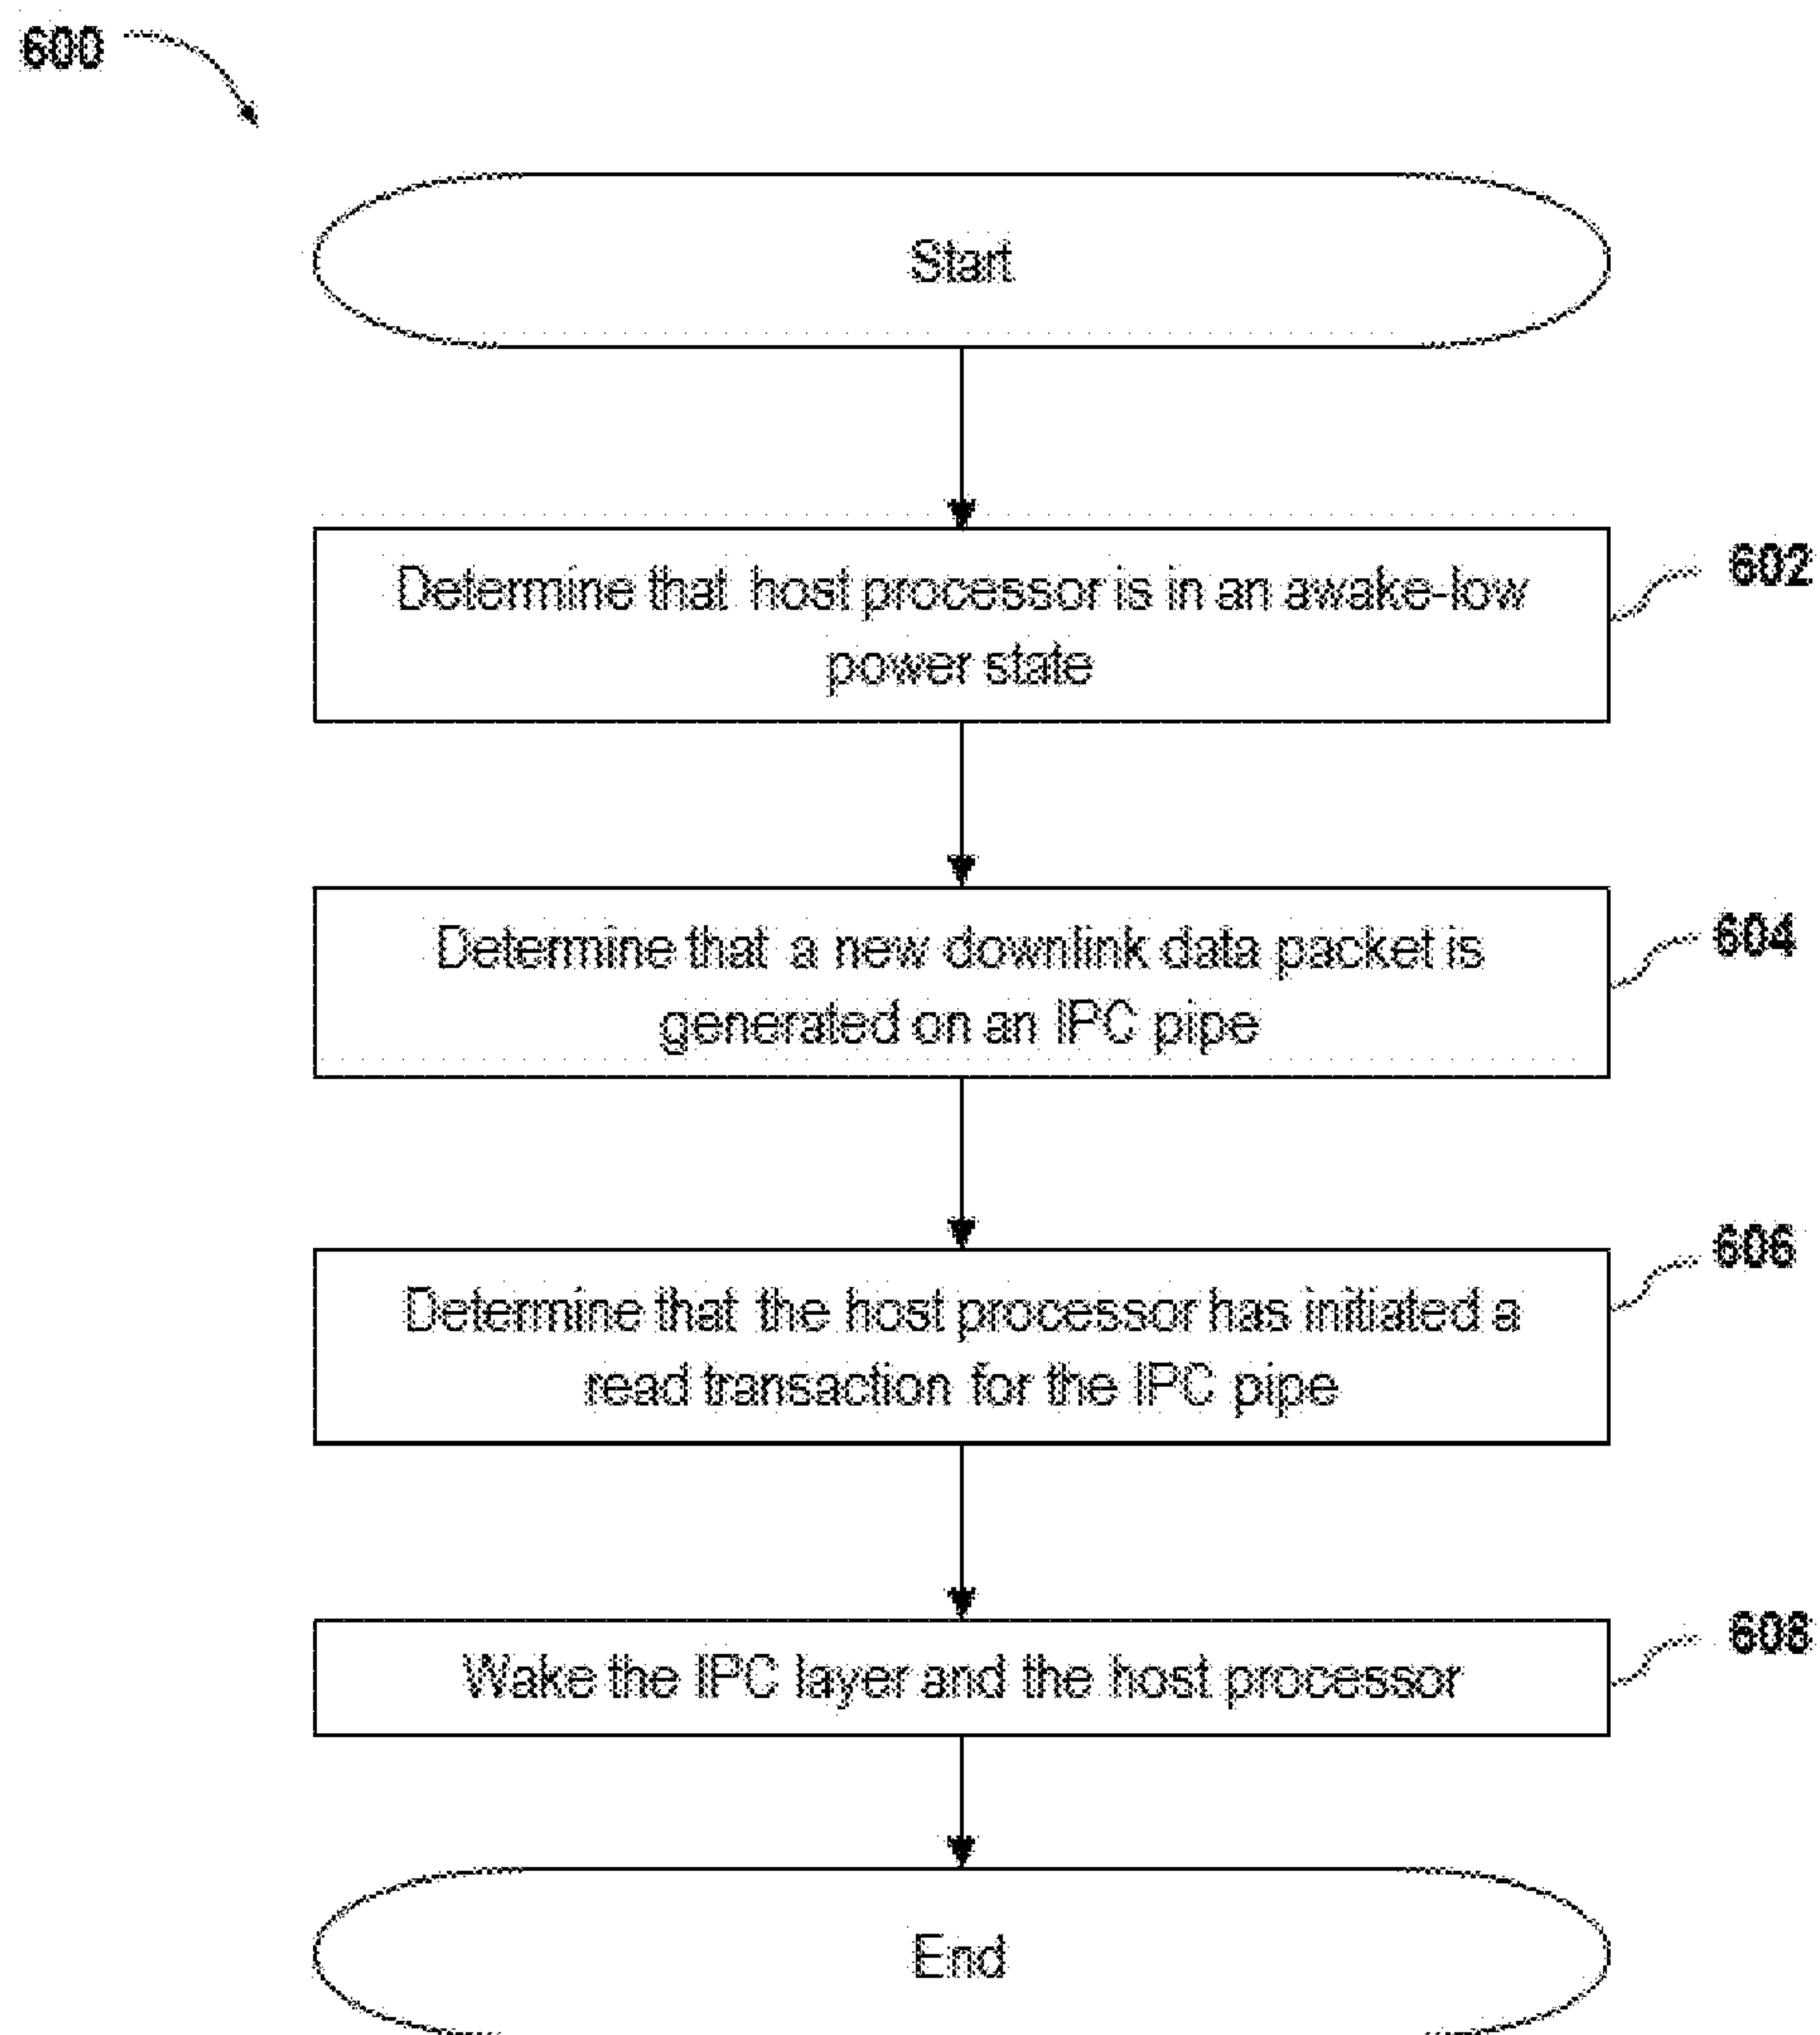 600
Start
Determine that host processor is in an awake-low
power state
602
Determine that a new downlink data packet is
generated on an IPC pipe
604
Determine that the host processor has initiated a
read transaction for the IPC pipe
606
Wake the IPC layer and the host processor
608
End